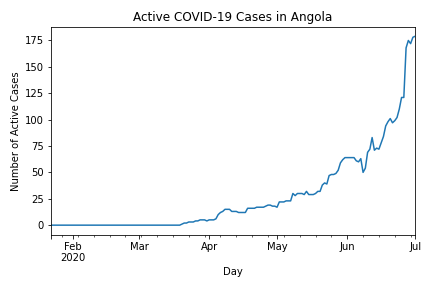 Active COVID-19 Cases in Angola
Number of Active Cases
175
150
125
100
75
50
25
0
Feb
2020
Mar
Apr
May
Jun
Jul
Day